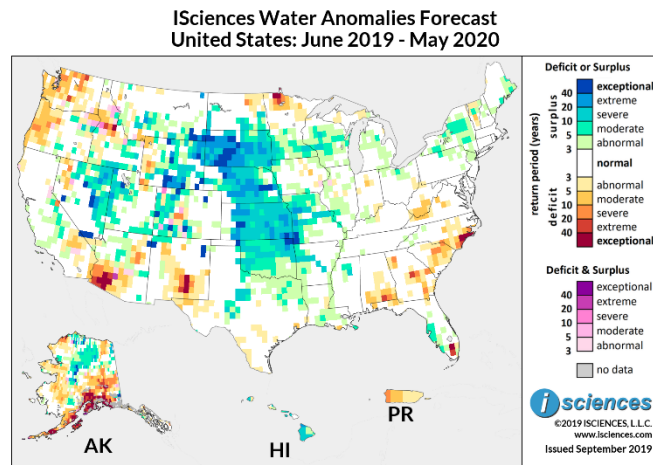 ISciences Water Anomalies Forecast
United States: June 2019 - May 2020
Deficit or Surplus
return period (years)
surplus
40 exceptional
20 extreme
10 severe
5 moderate
3 abnormal
normal
deficit
3 abnormal
5 moderate
10 severe
20 extreme
40 exceptional
Deficit & Surplus
40 exceptional
20 extreme
10 severe
5 moderate
3 abnormal
no data
AK
HI
PR
i sciences
©2019 ISCIENCES, L.L.C.
www.isciences.com
Issued September 2019